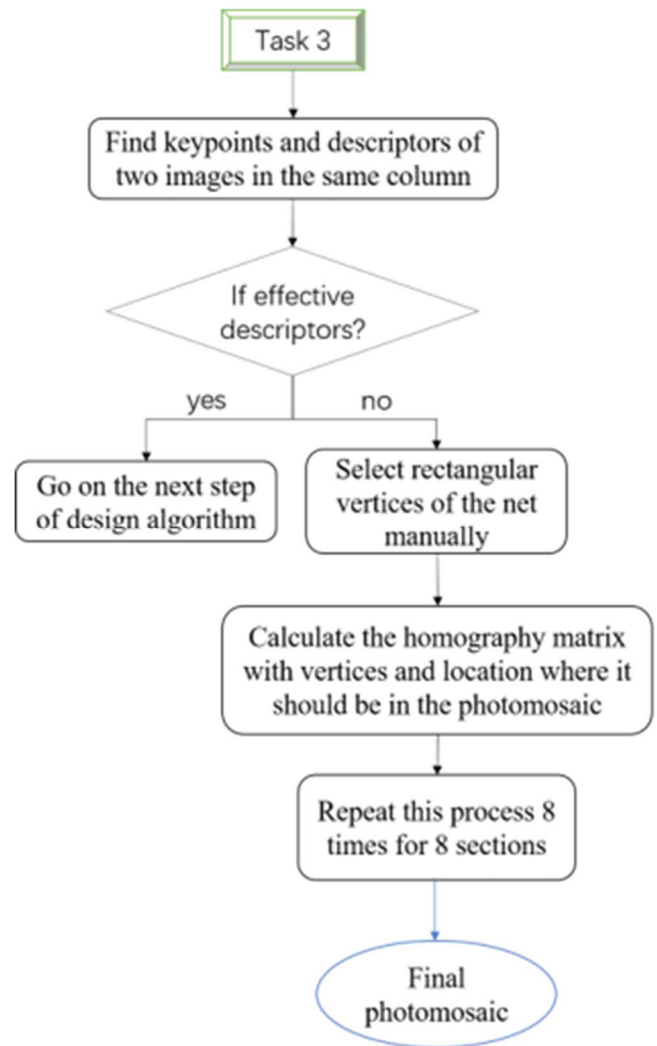 Task 3
Find keypoints and descriptors of
two images in the same column
If effective
descriptors?
yes
no
Go on the next step
of design algorithm
Select rectangular
vertices of the net
manually
Calculate the homography matrix
with vertices and location where it
should be in the photomosaic
Repeat this process 8
times for 8 sections
Final
photomosaic